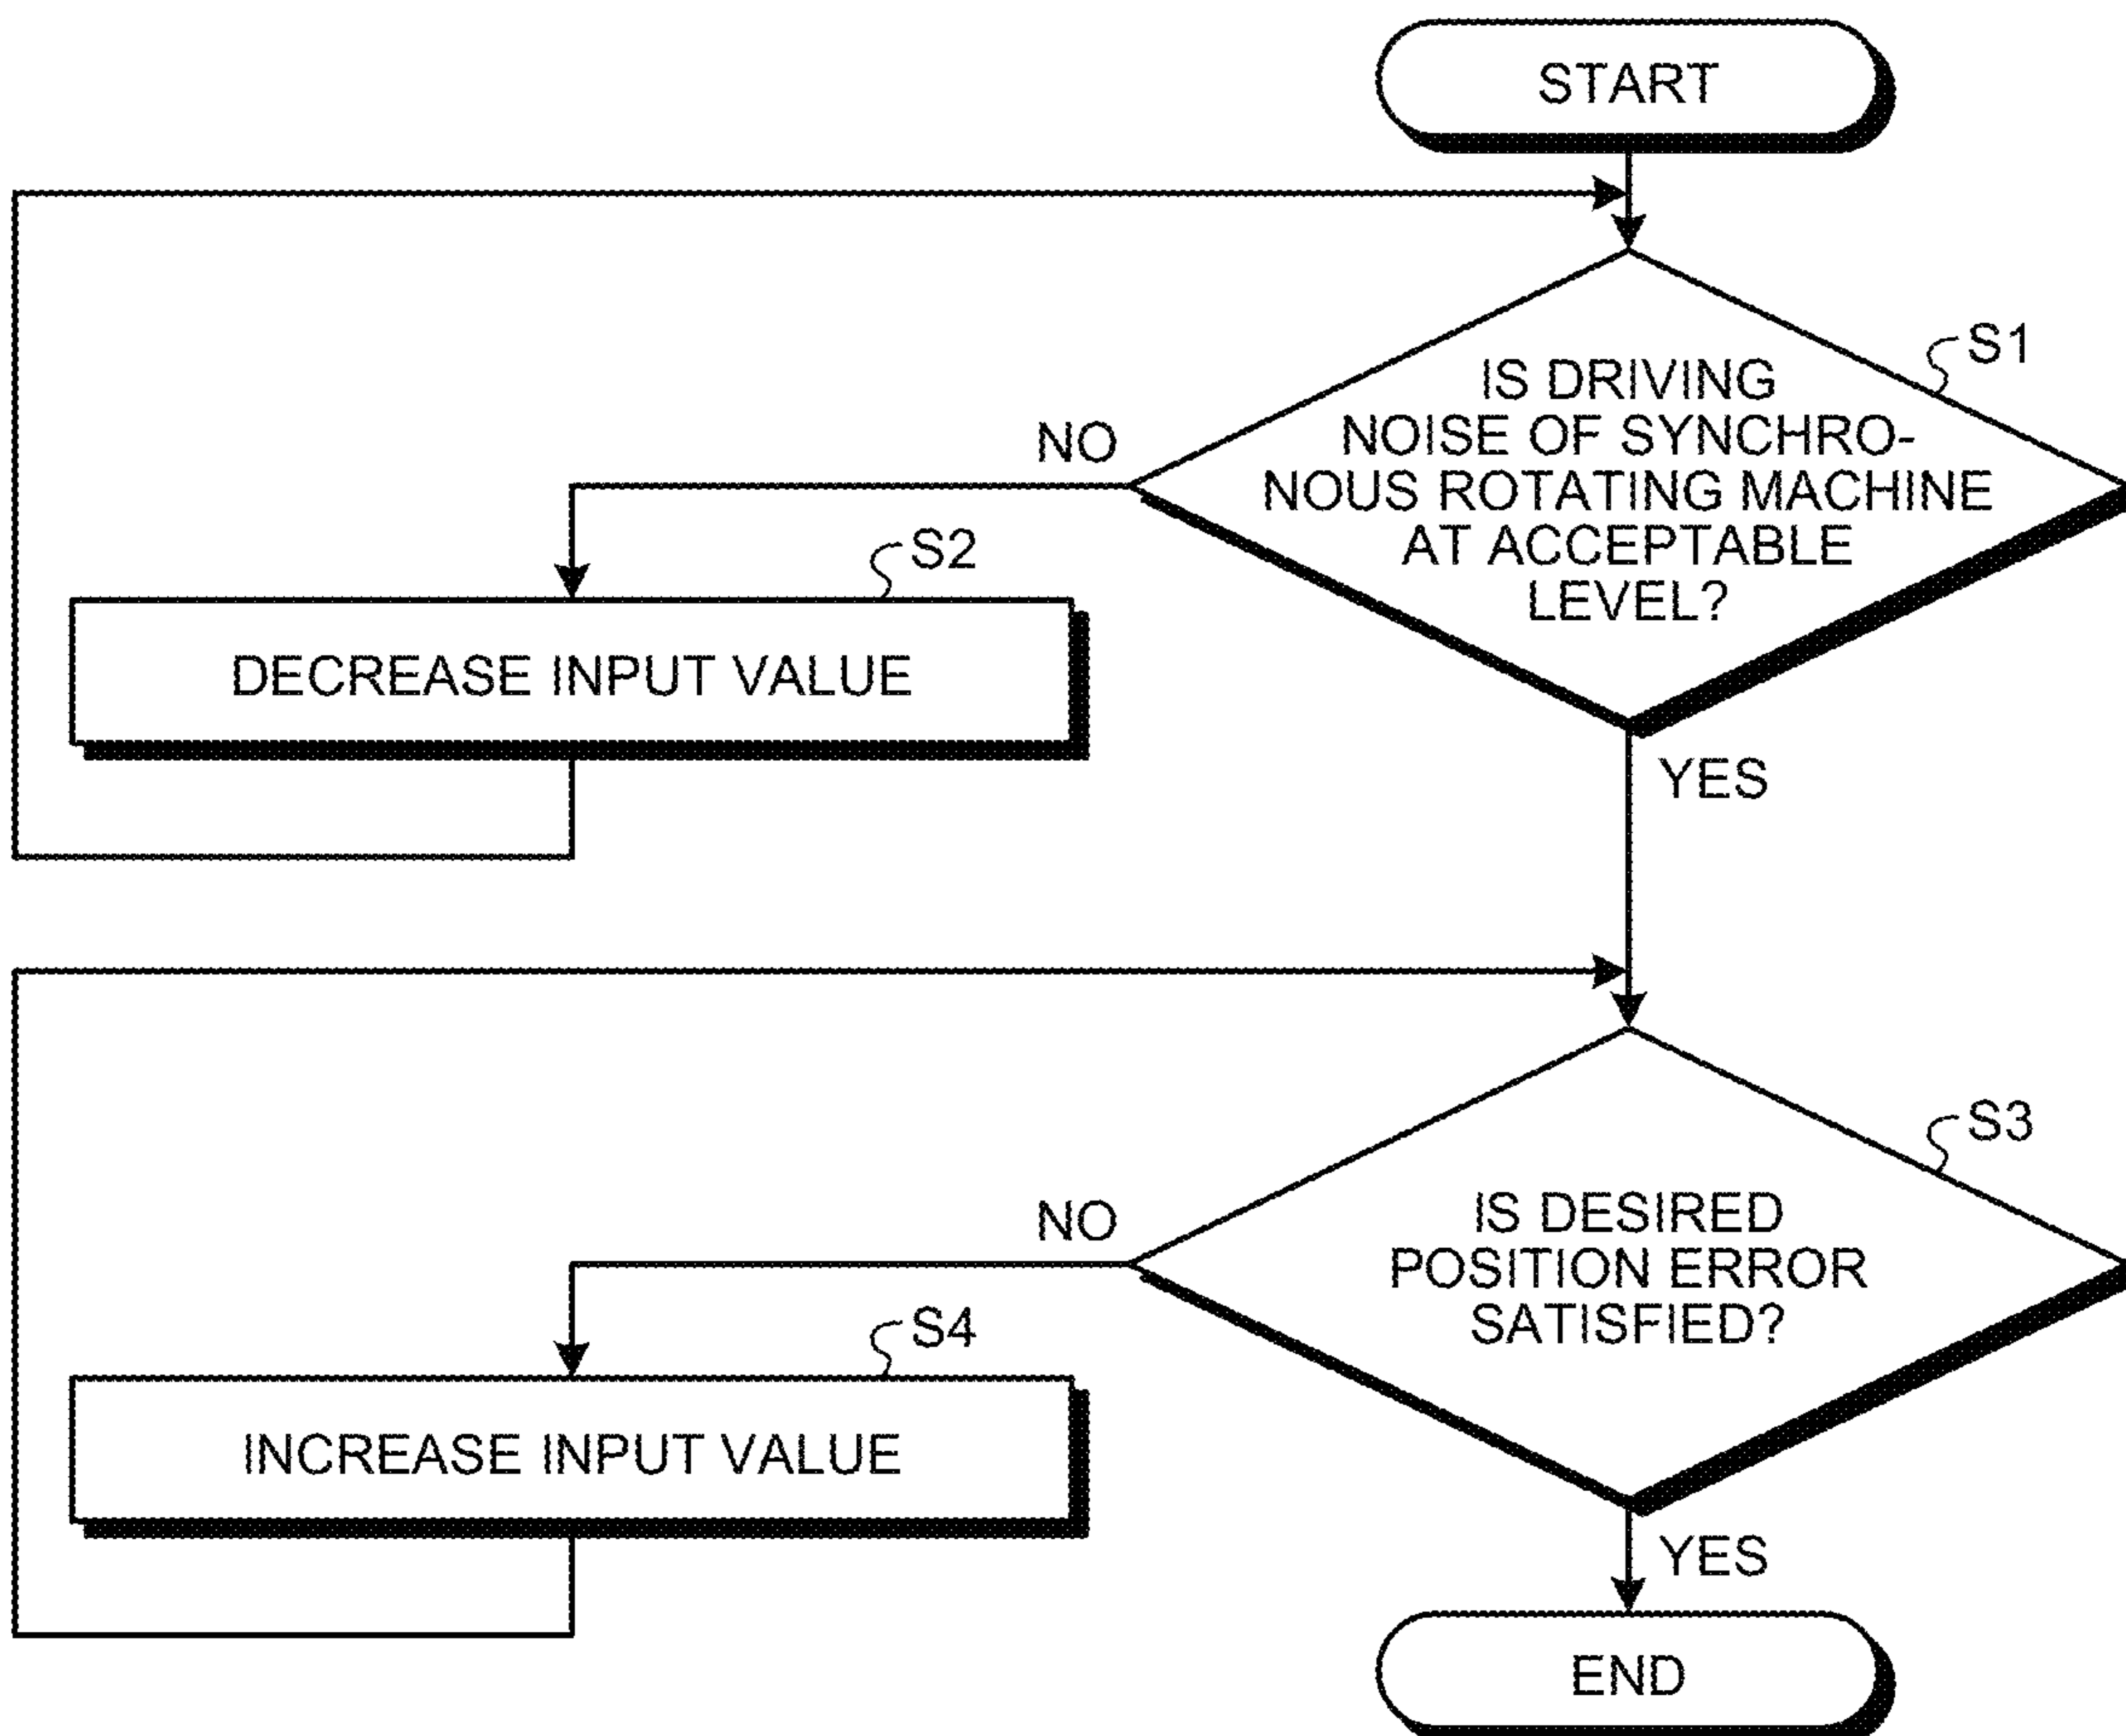 START
S1
IS DRIVING
NOISE OF SYNCHRO-
NOUS ROTATING MACHINE
AT ACCEPTABLE
LEVEL?
NO
S2
DECREASE INPUT VALUE
YES
S3
IS DESIRED
POSITION ERROR
SATISFIED?
NO
S4
INCREASE INPUT VALUE
YES
END